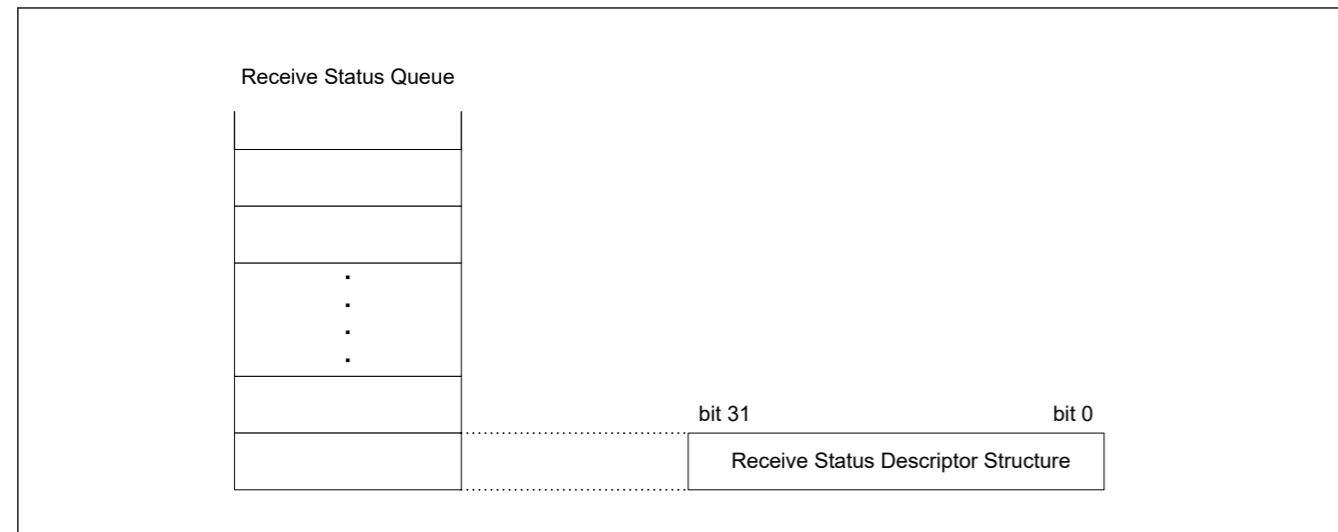 Receive Status Queue
bit 31 bit 0
Receive Status Descriptor Structure